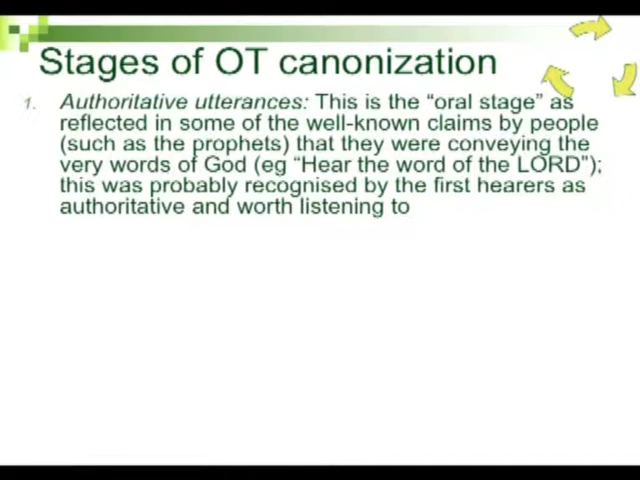 Stages of OT canonization
1. Authoritative utterances: This is the “oral stage” as
reflected in some of the well-known claims by people
(such as the prophets) that they were conveying the
very words of God (eg “Hear the word of the LORD”);
this was probably recognised by the first hearers as
authoritative and worth listening to